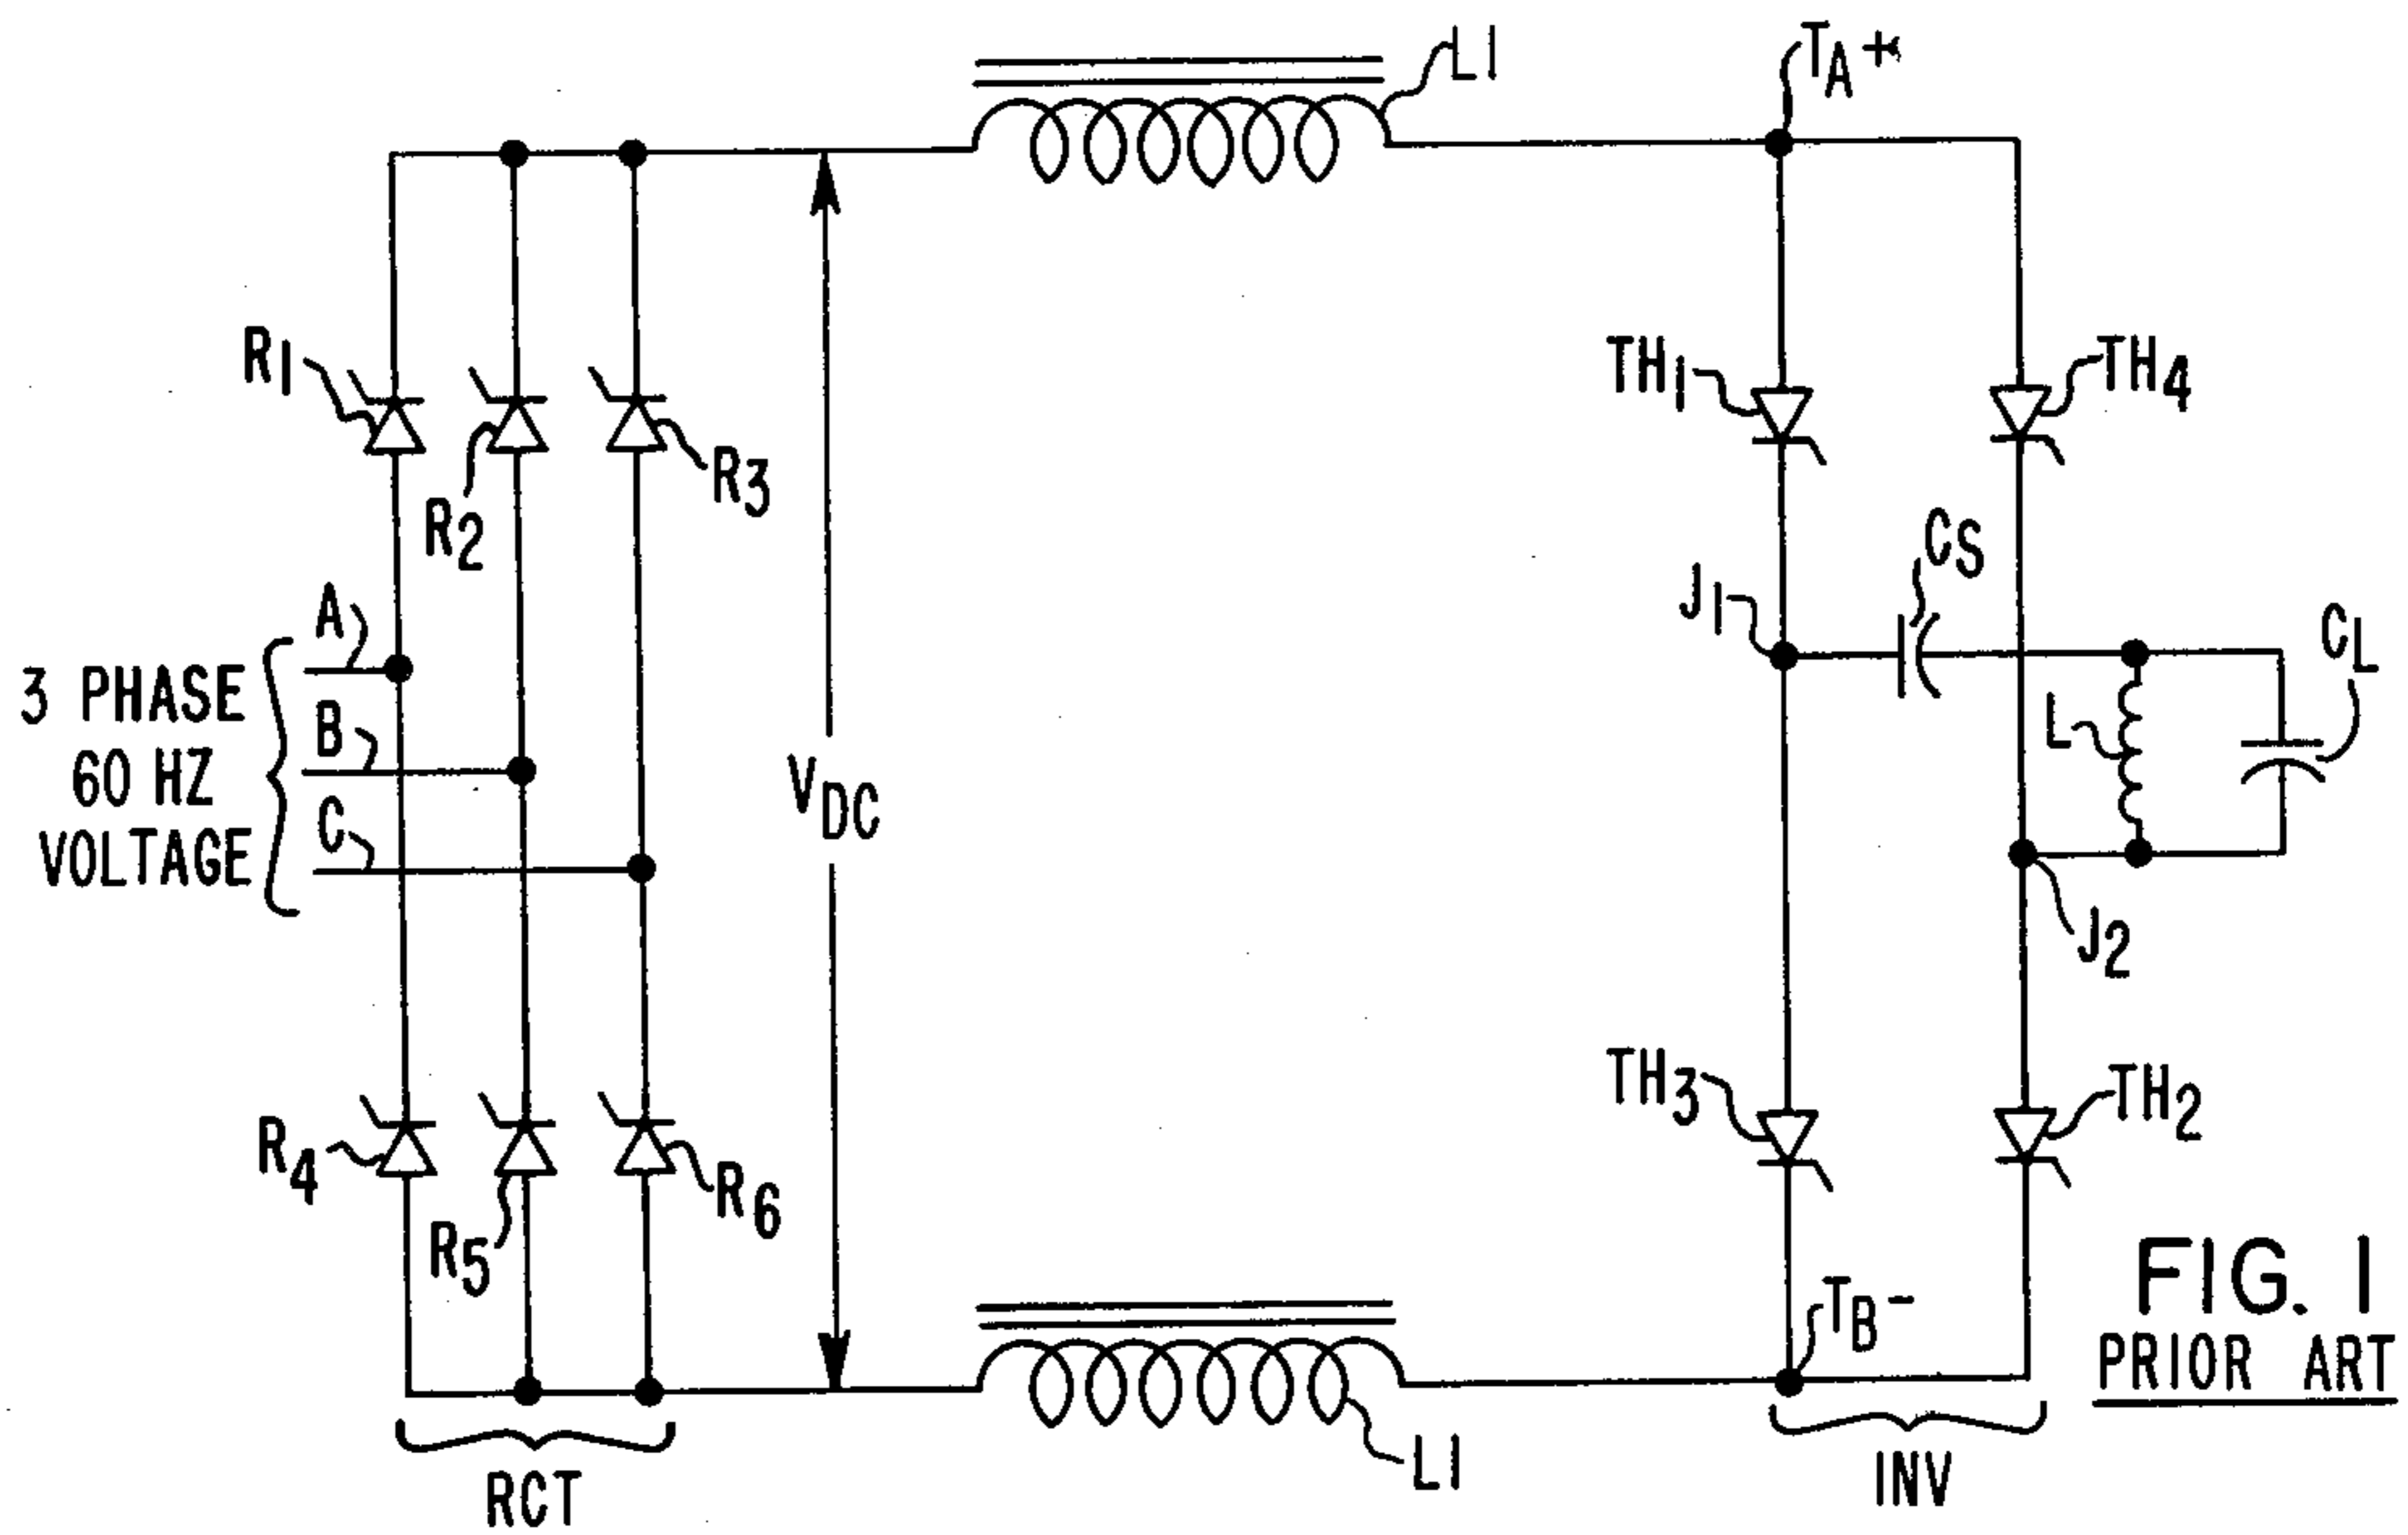 L1
TA+
R1
R2
R3
TH1
TH4
CS
J1
CL
L
J2
A
B
C
3 PHASE
60 HZ
VOLTAGE
VDC
R4
R5
R6
TH3
TH2
TB-
L1
RCT
INV
FIG. 1
PRIOR ART